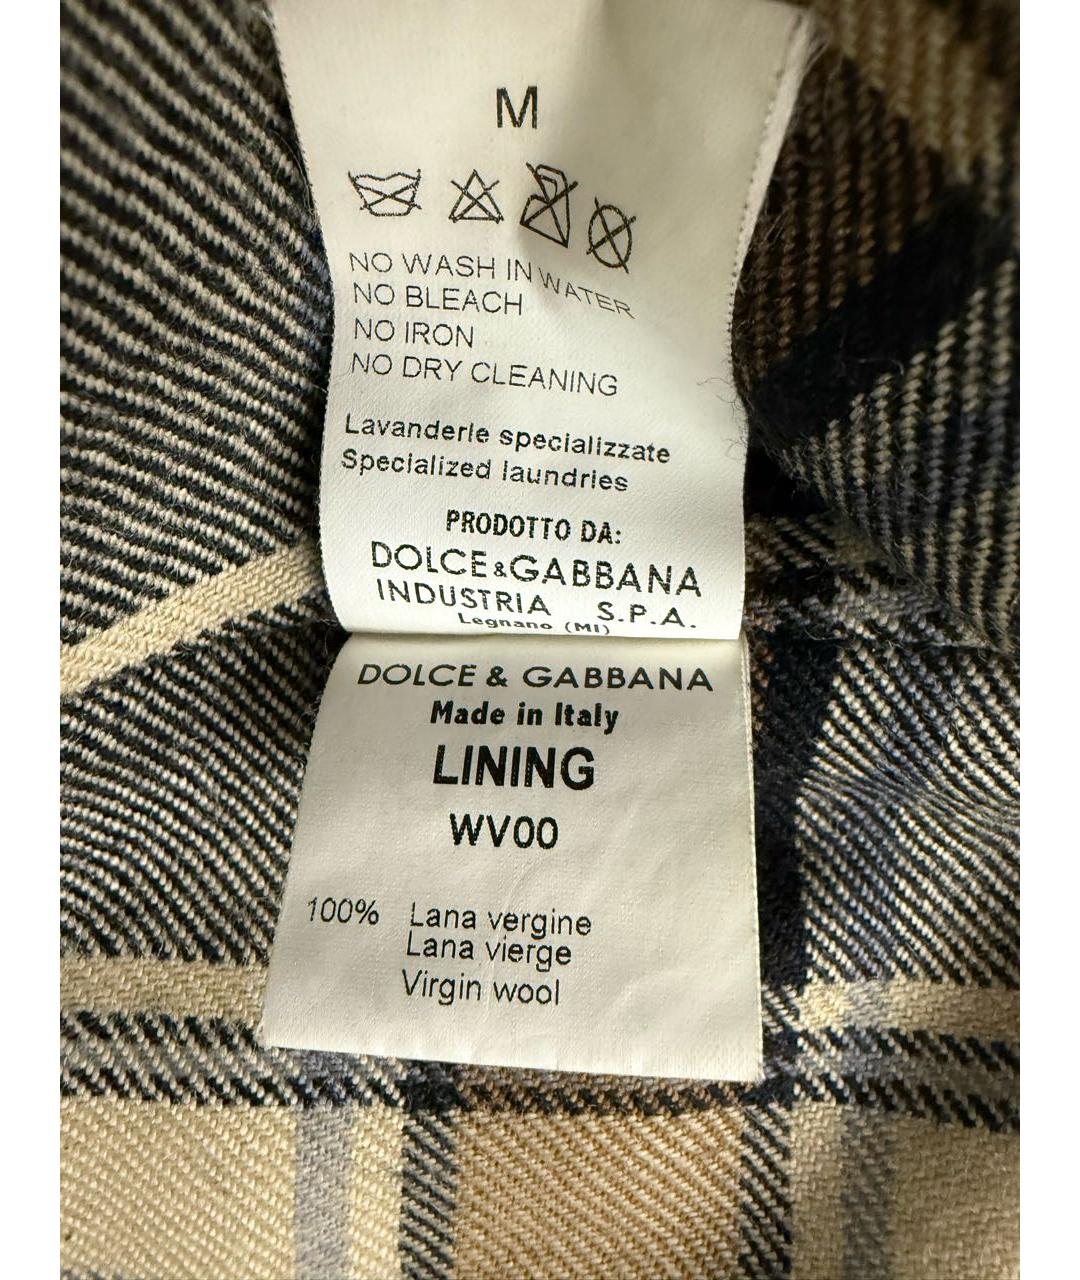 M
NO WASH IN WATER
NO BLEACH
NO IRON
NO DRY CLEANING
Lavanderie specializzate
Specialized laundries
PRODOTTO DA:
DOLCE&GABBANA
INDUSTRIA S.P.A.
Legnano (MI)
DOLCE & GABBANA
Made in Italy
LINING
WV00
100% Lana vergine
Lana vierge
Virgin wool